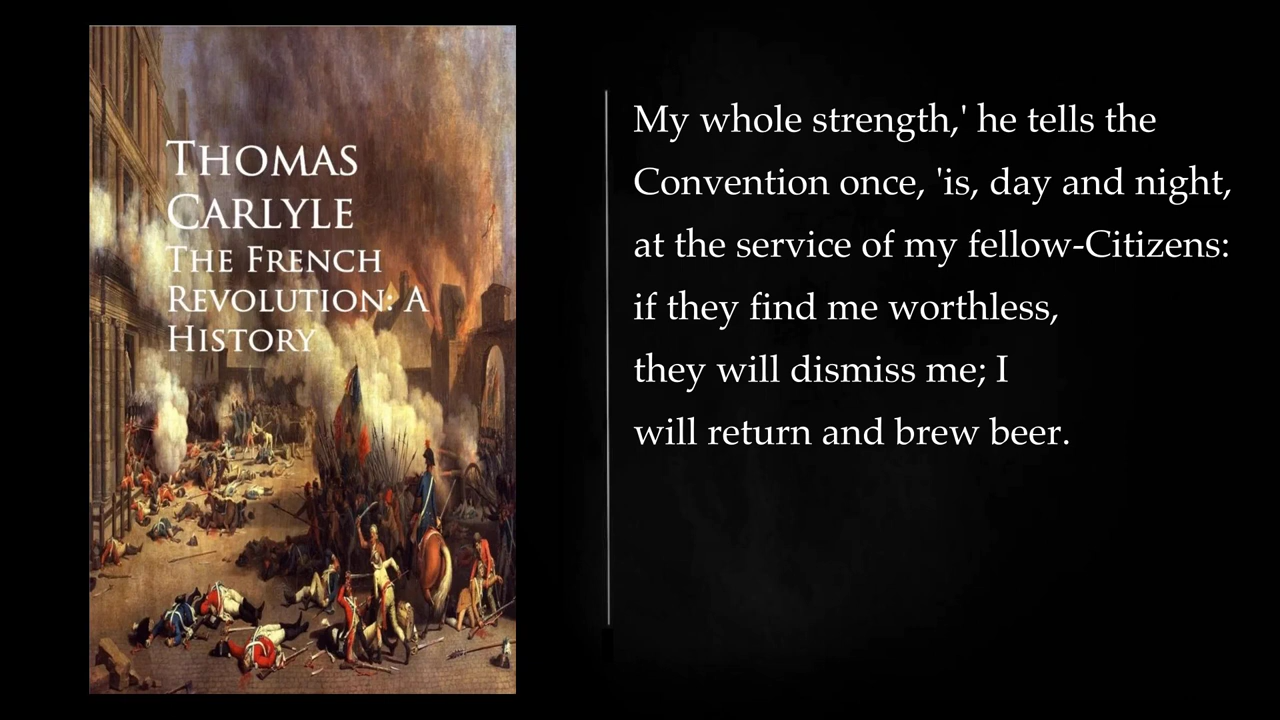 THOMAS
CARLYLE
THE FRENCH
REVOLUTION: A
HISTORY
My whole strength,' he tells the
Convention once, 'is, day and night,
at the service of my fellow-Citizens:
if they find me worthless,
they will dismiss me; I
will return and brew beer.